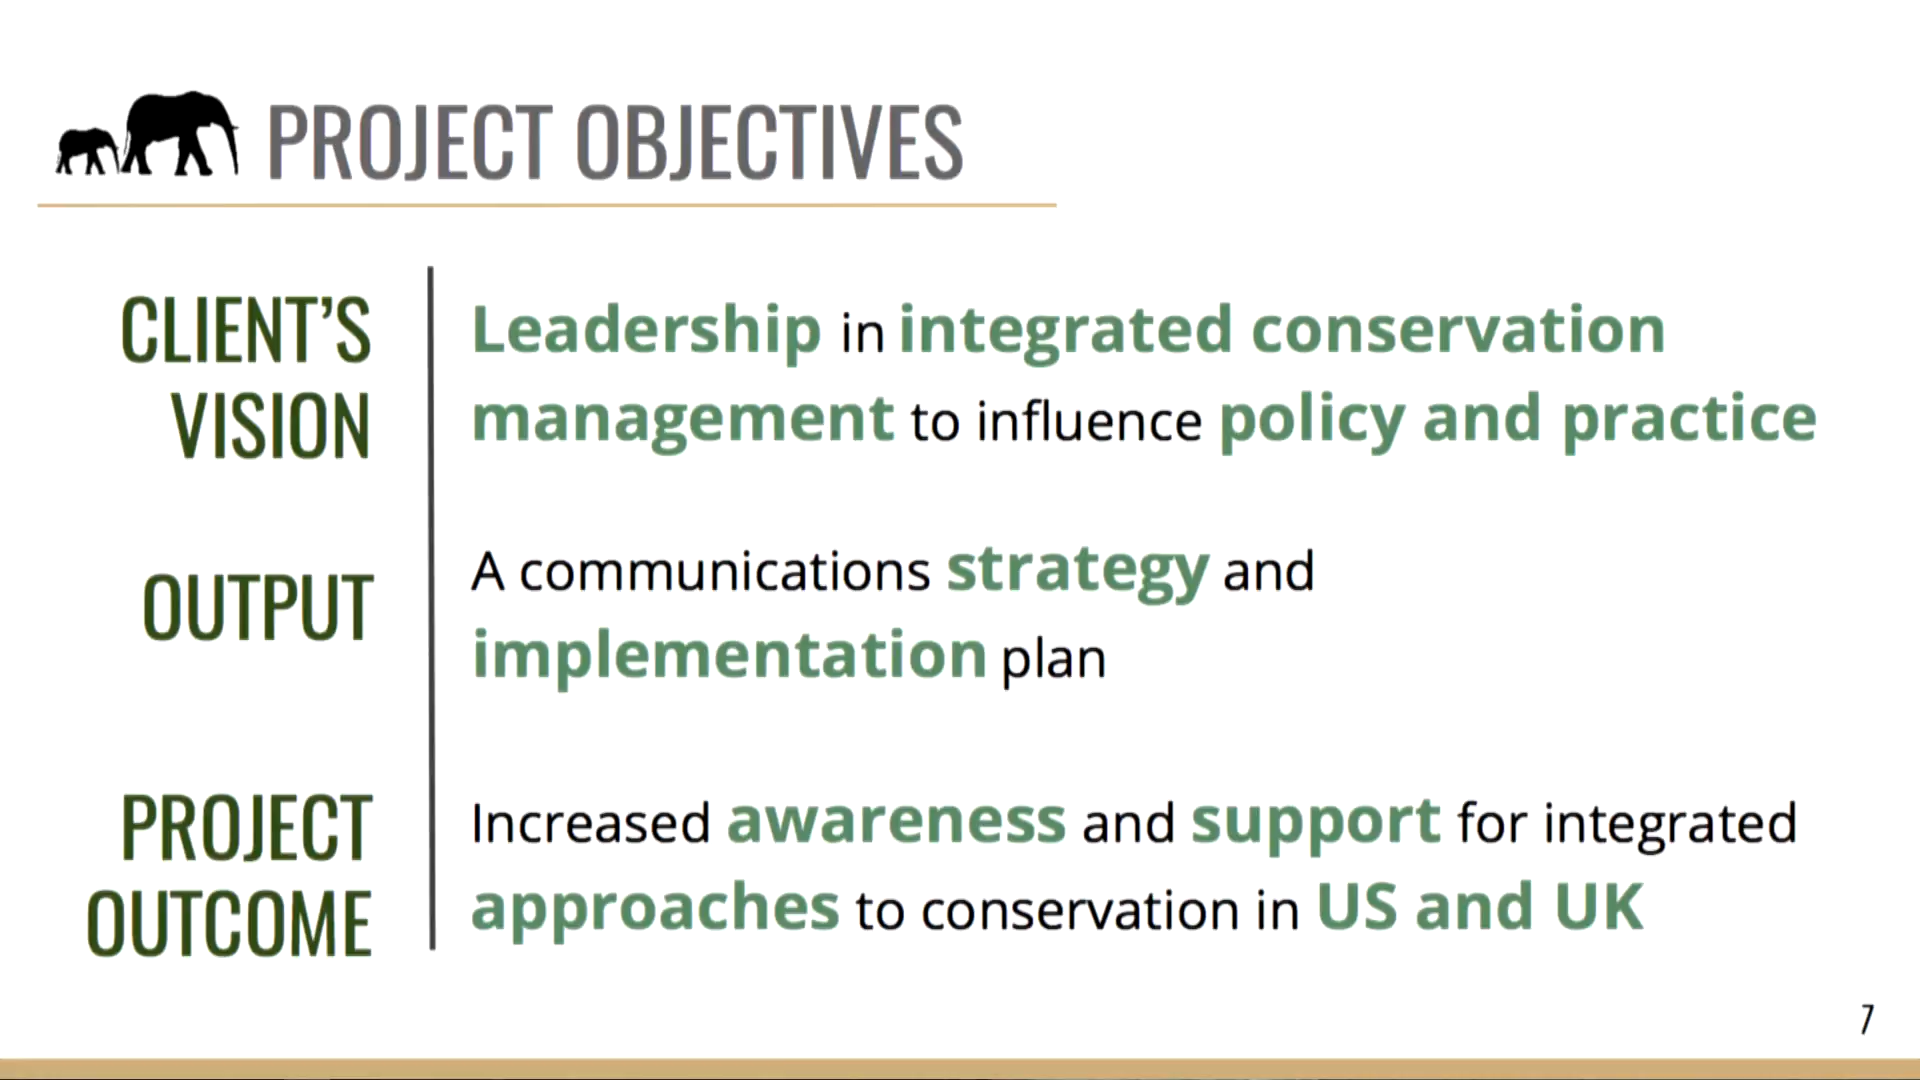 PROJECT OBJECTIVES
CLIENT'S
VISION
Leadership in integrated conservation
management to influence policy and practice
OUTPUT
A communications strategy and
implementation plan
PROJECT
OUTCOME
Increased awareness and support for integrated
approaches to conservation in US and UK
7